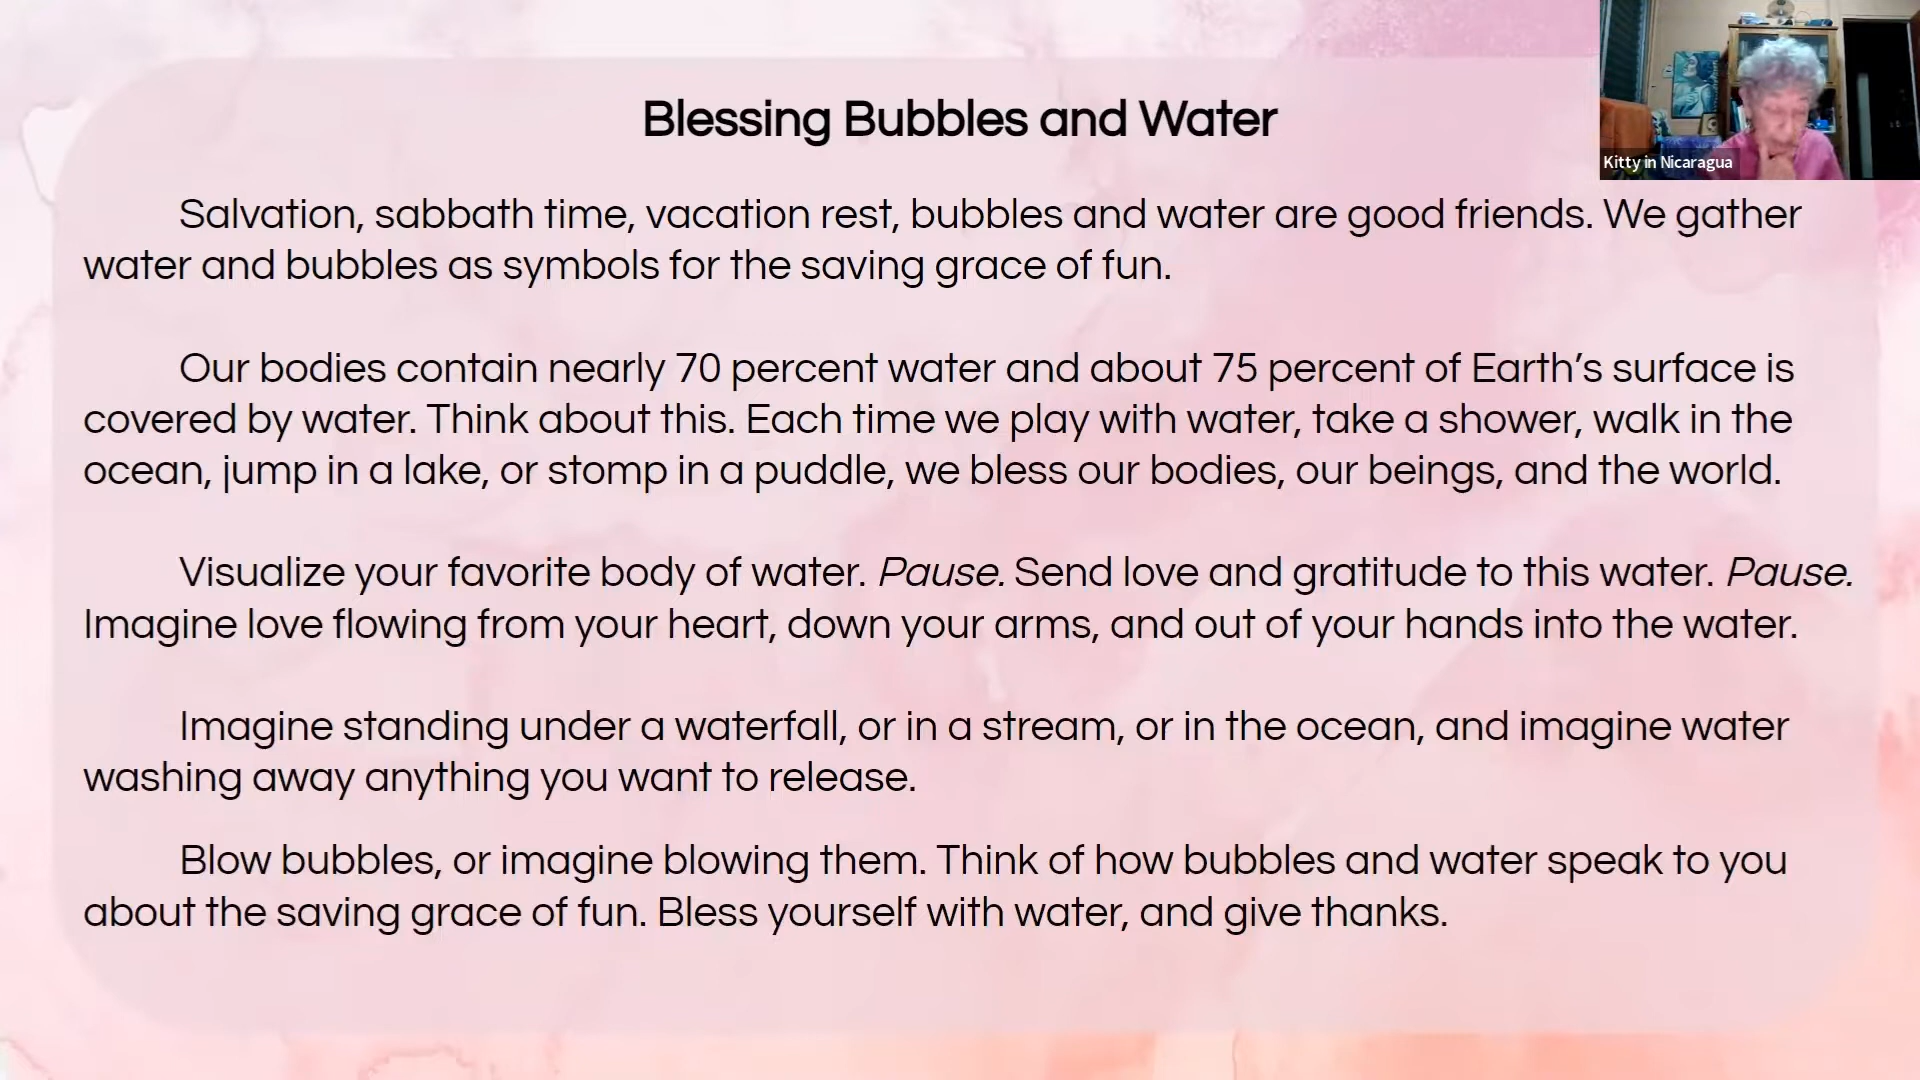 Blessing Bubbles and Water
Kitty in Nicaragua
Salvation, sabbath time, vacation rest, bubbles and water are good friends. We gather
water and bubbles as symbols for the saving grace of fun.
Our bodies contain nearly 70 percent water and about 75 percent of Earth’s surface is
covered by water. Think about this. Each time we play with water, take a shower, walk in the
ocean, jump in a lake, or stomp in a puddle, we bless our bodies, our beings, and the world.
Visualize your favorite body of water. Pause. Send love and gratitude to this water. Pause.
Imagine love flowing from your heart, down your arms, and out of your hands into the water.
Imagine standing under a waterfall, or in a stream, or in the ocean, and imagine water
washing away anything you want to release.
Blow bubbles, or imagine blowing them. Think of how bubbles and water speak to you
about the saving grace of fun. Bless yourself with water, and give thanks.